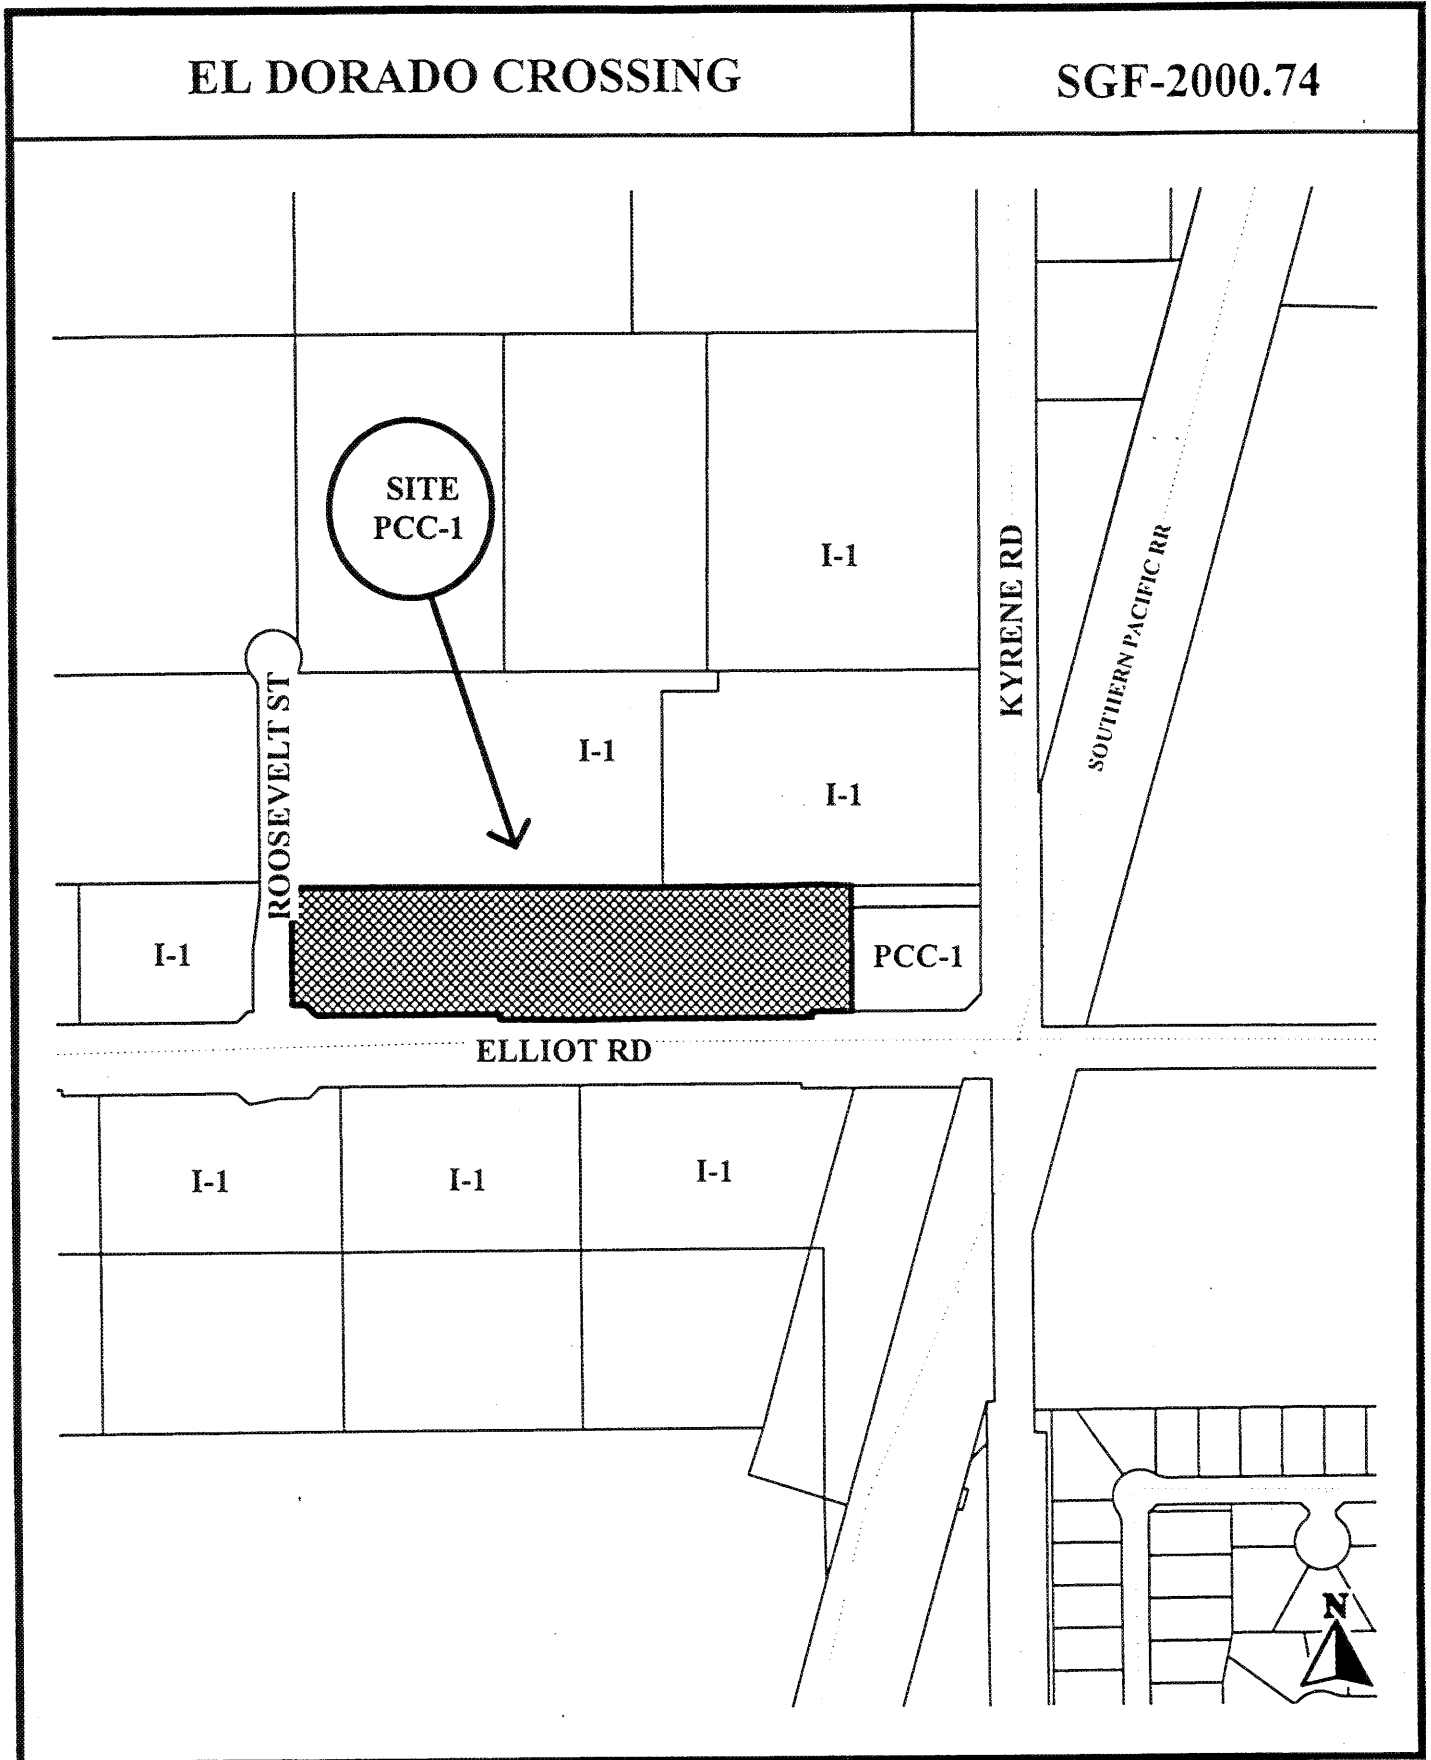 EL DORADO CROSSING
SGF-2000.74
SITE
PCC-1
I-1
KYRENE RD
SOUTHERN PACIFIC RR
ROOSEVELT ST
I-1
I-1
I-1
PCC-1
ELLIOT RD
I-1
I-1
I-1
N